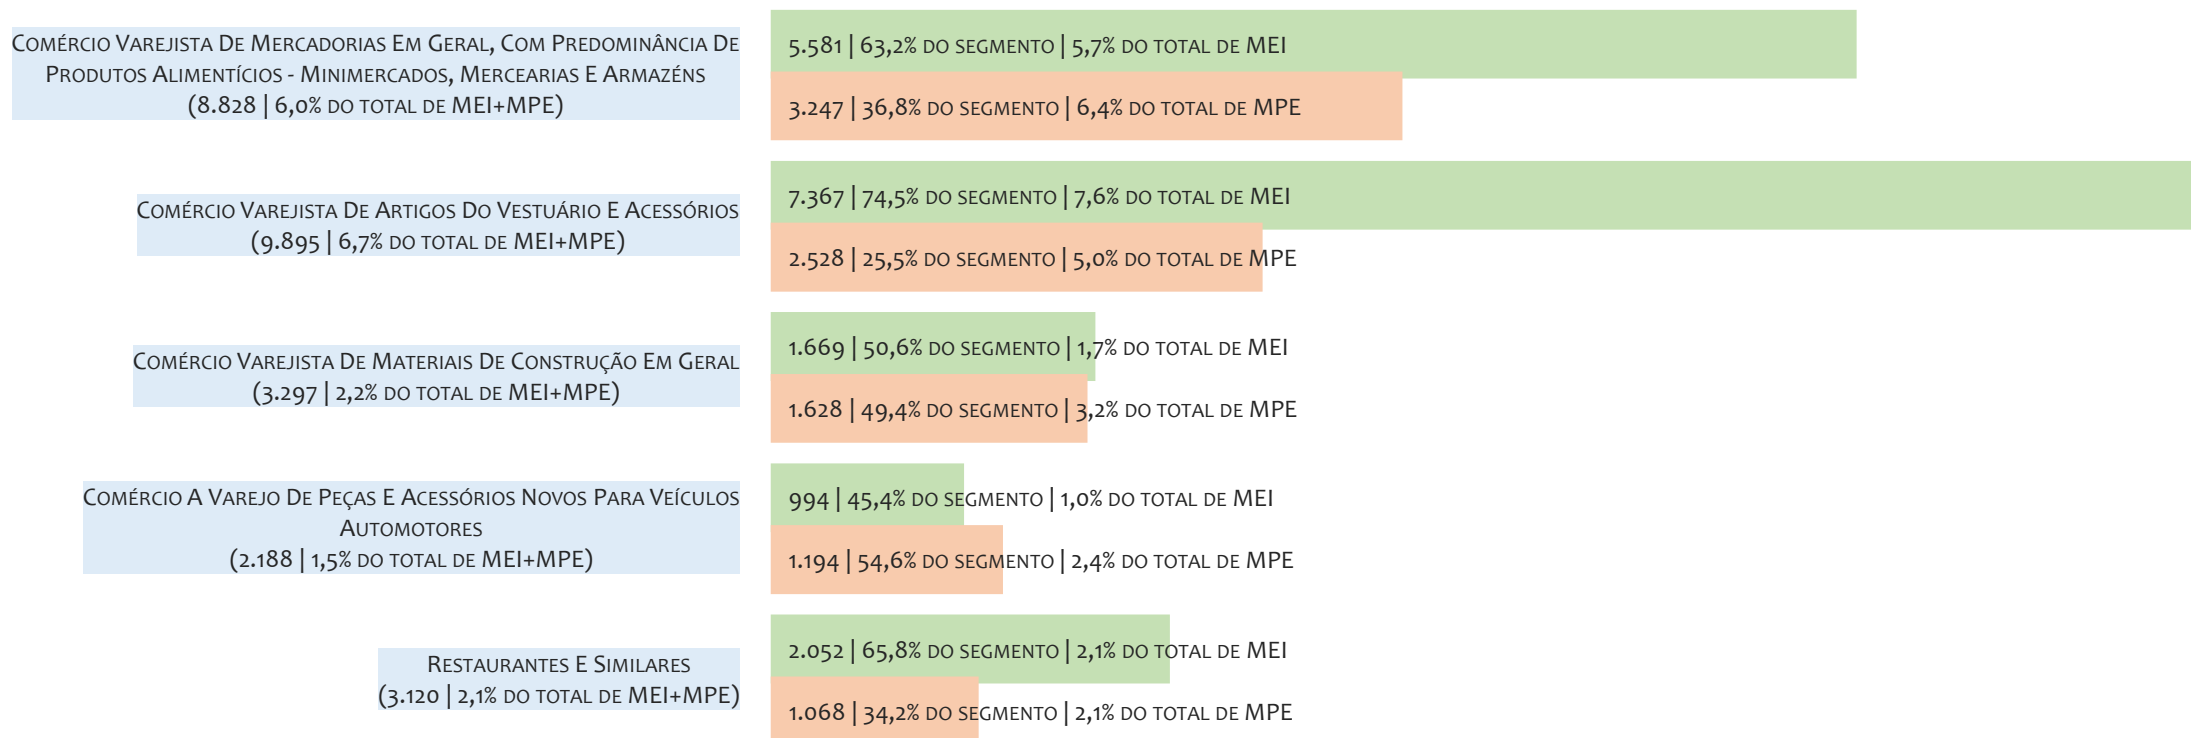 Comércio Varejista De Mercadorias Em Geral, Com Predominância De
Produtos Alimentícios - Minimercados, Mercearias E Armazéns
(8.828 | 6,0% do total de MEI+MPE)
5.581 | 63,2% do segmento | 5,7% do total de MEI
3.247 | 36,8% do segmento | 6,4% do total de MPE
Comércio Varejista De Artigos Do Vestuário E Acessórios
(9.895 | 6,7% do total de MEI+MPE)
7.367 | 74,5% do segmento | 7,6% do total de MEI
2.528 | 25,5% do segmento | 5,0% do total de MPE
Comércio Varejista De Materiais De Construção Em Geral
(3.297 | 2,2% do total de MEI+MPE)
1.669 | 50,6% do segmento | 1,7% do total de MEI
1.628 | 49,4% do segmento | 3,2% do total de MPE
Comércio A Varejo De Peças E Acessórios Novos Para Veículos
Automotores
(2.188 | 1,5% do total de MEI+MPE)
994 | 45,4% do segmento | 1,0% do total de MEI
1.194 | 54,6% do segmento | 2,4% do total de MPE
Restaurantes E Similares
(3.120 | 2,1% do total de MEI+MPE)
2.052 | 65,8% do segmento | 2,1% do total de MEI
1.068 | 34,2% do segmento | 2,1% do total de MPE